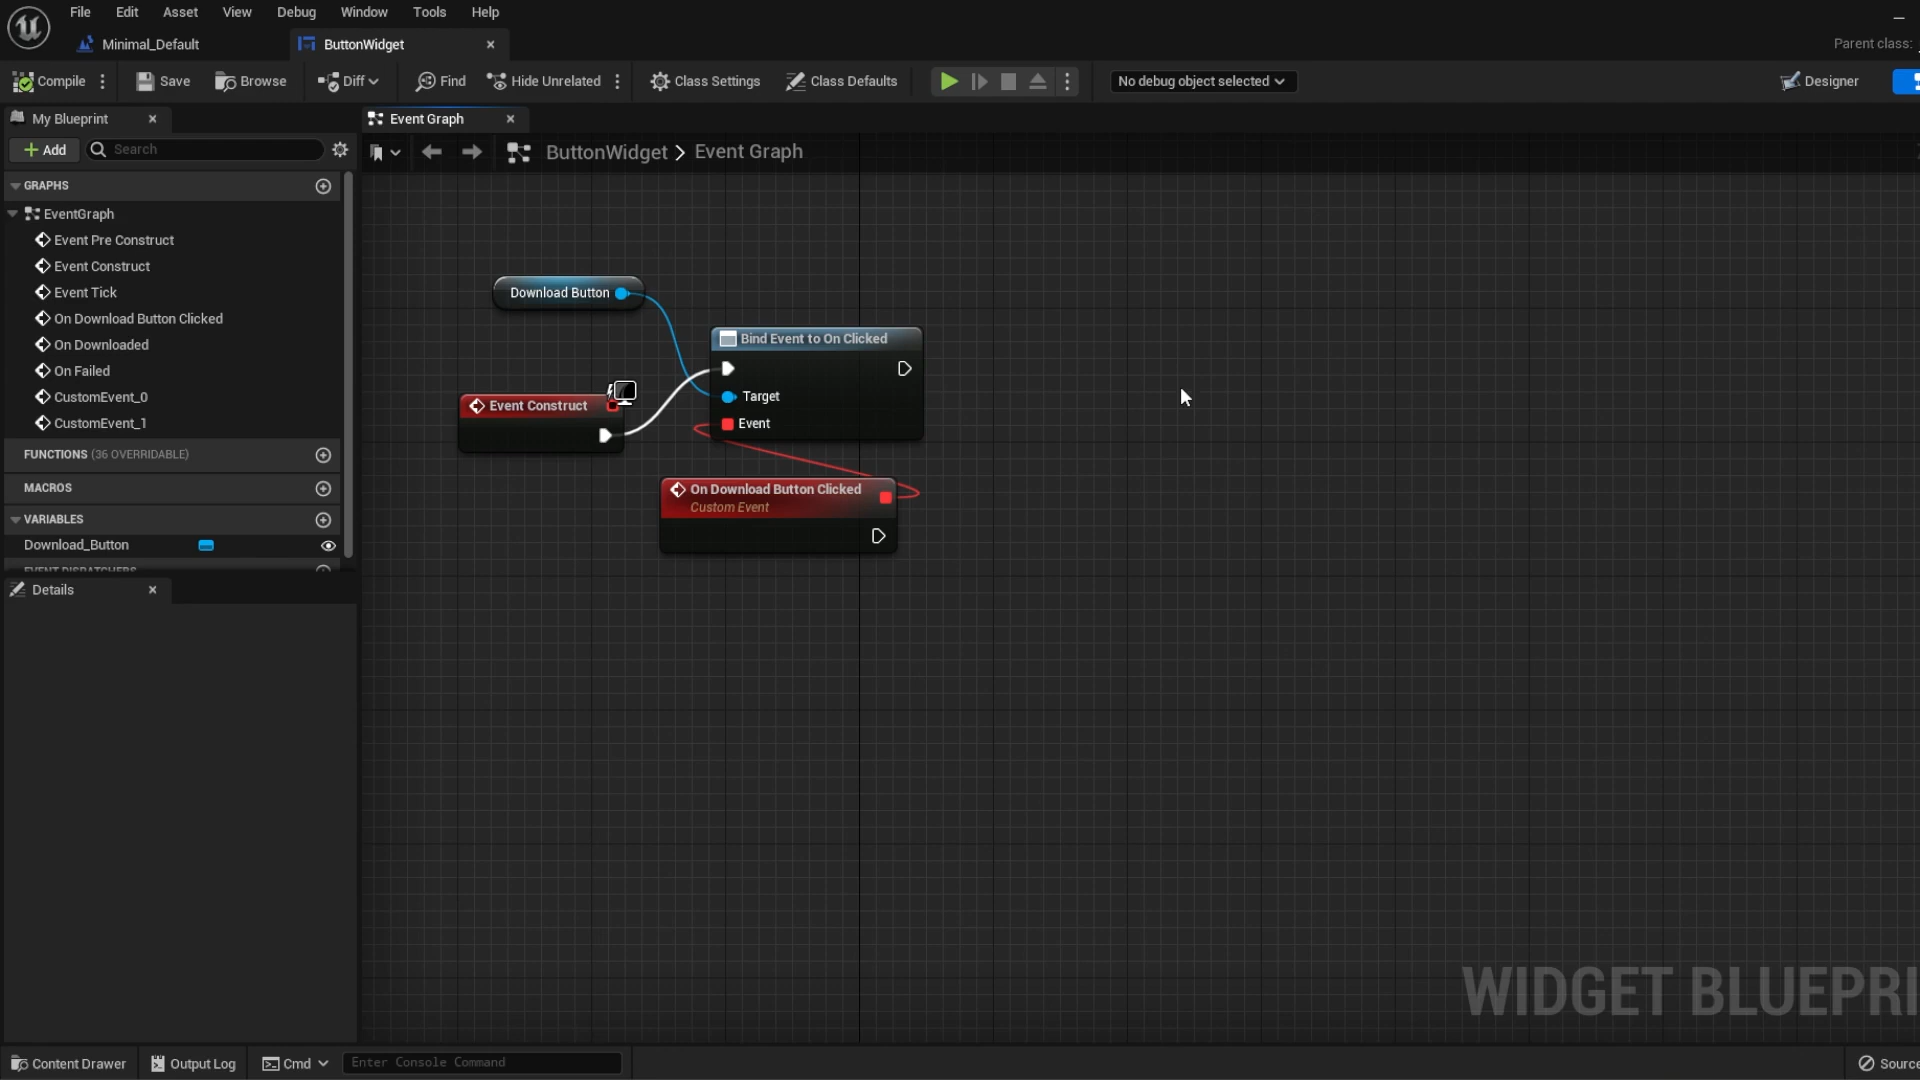 File Edit Asset View Debug Window Tools Help
Minimal_Default
ButtonWidget
Parent class:
Compile
Save
Browse
Diff
Find
Hide Unrelated
Class Settings
Class Defaults
No debug object selected
Designer
My Blueprint
Event Graph
Add
Search
ButtonWidget > Event Graph
GRAPHS
EventGraph
Event Pre Construct
Event Construct
Event Tick
On Download Button Clicked
On Downloaded
On Failed
CustomEvent_0
CustomEvent_1
FUNCTIONS (36 OVERRIDABLE)
MACROS
VARIABLES
Download_Button
EVENT DISPATCHERS
Details
Download Button
Bind Event to On Clicked
Target
Event
Event Construct
On Download Button Clicked
Custom Event
WIDGET BLUEPRI
Content Drawer
Output Log
Cmd
Enter Console Command
Source